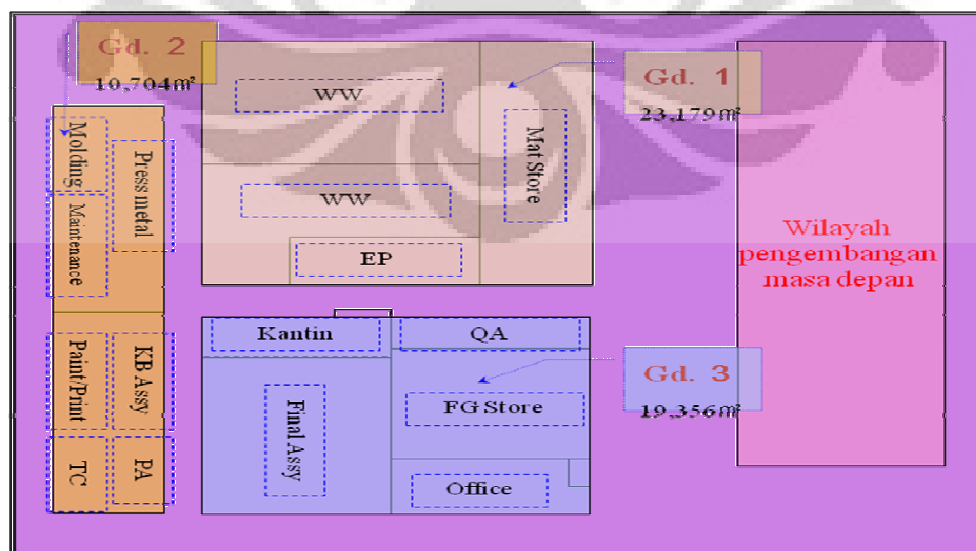 Gd. 2
10,704㎡
WW
Gd. 1
23,179㎡
Molding
Press metal
Mat Store
WW
Maintenance
EP
Wilayah
pengembangan
masa depan
Kantin
QA
Paint/Print
KB Assy
Final Assy
FG Store
Gd. 3
19,356㎡
TC
PA
Office